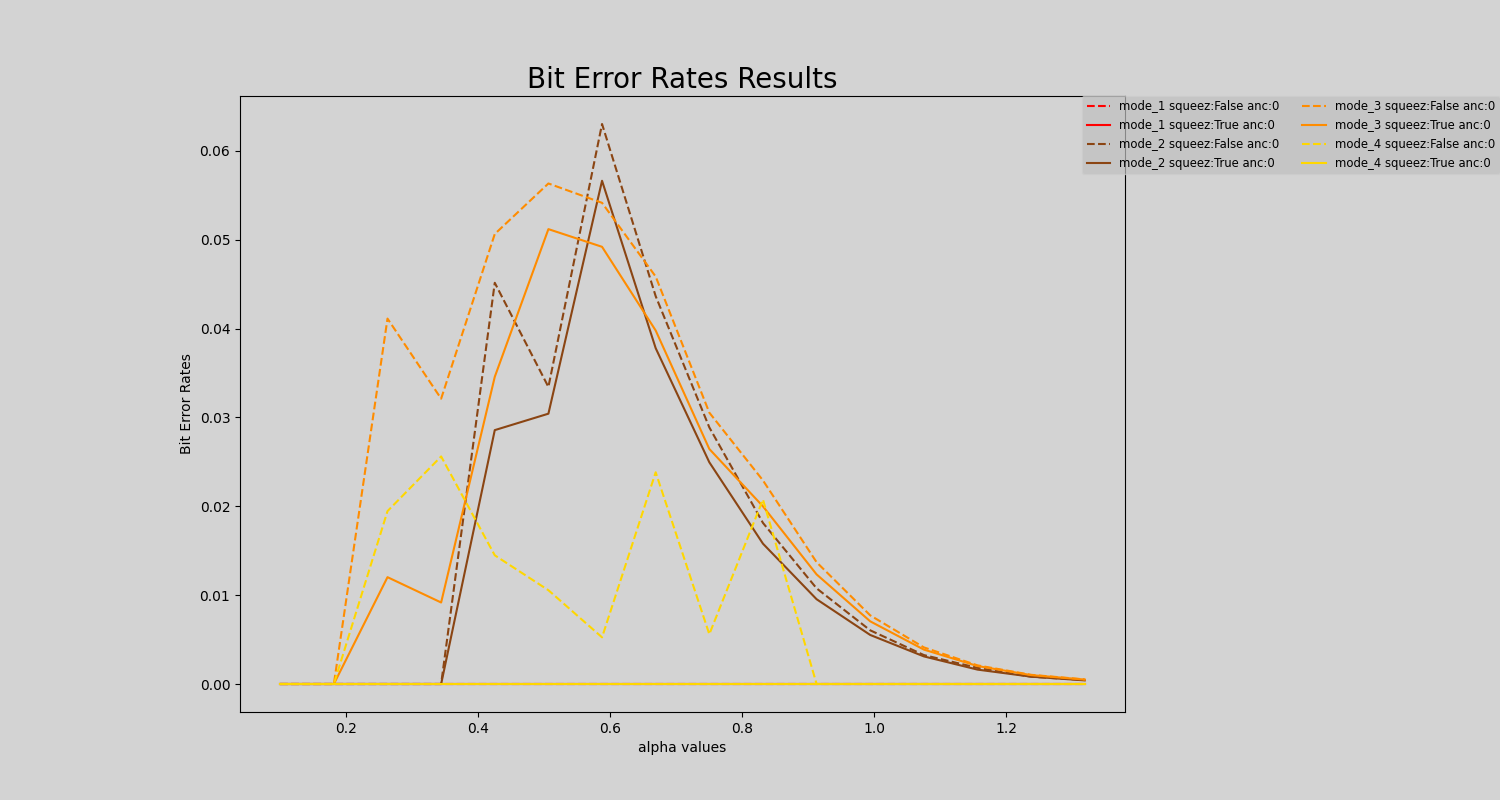 Bit Error Rates Results
mode_1 squeez:False anc:0
mode_1 squeez:True anc:0
mode_2 squeez:False anc:0
mode_2 squeez:True anc:0
mode_3 squeez:False anc:0
mode_3 squeez:True anc:0
mode_4 squeez:False anc:0
mode_4 squeez:True anc:0
Bit Error Rates
0.06
0.05
0.04
0.03
0.02
0.01
0.00
0.2 0.4 0.6 0.8 1.0 1.2
alpha values